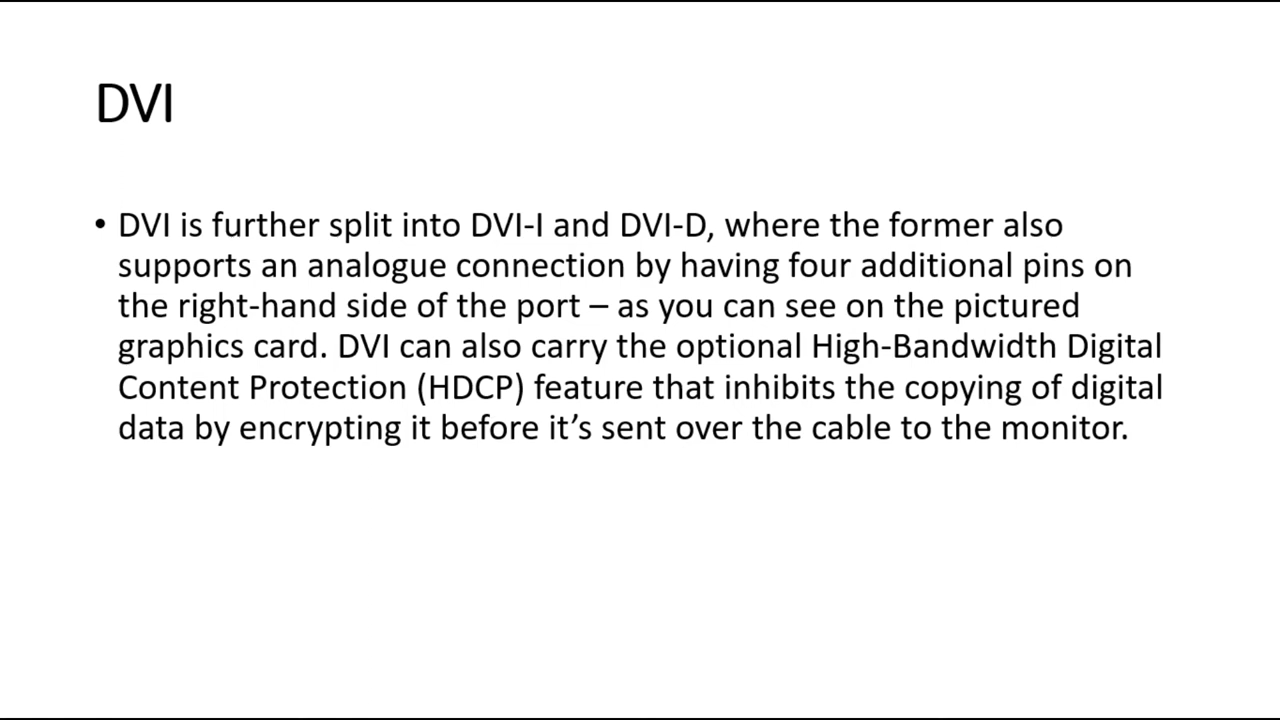 DVI
• DVI is further split into DVI-I and DVI-D, where the former also
supports an analogue connection by having four additional pins on
the right-hand side of the port – as you can see on the pictured
graphics card. DVI can also carry the optional High-Bandwidth Digital
Content Protection (HDCP) feature that inhibits the copying of digital
data by encrypting it before it’s sent over the cable to the monitor.